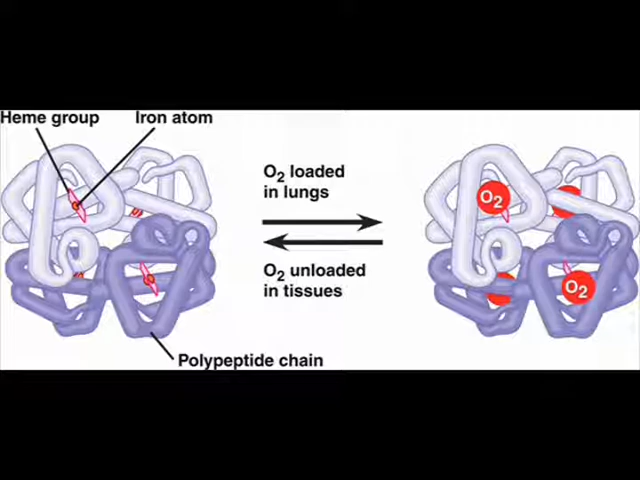 Heme group
Iron atom
O2 loaded
in lungs
O2 unloaded
in tissues
Polypeptide chain
O2
O2